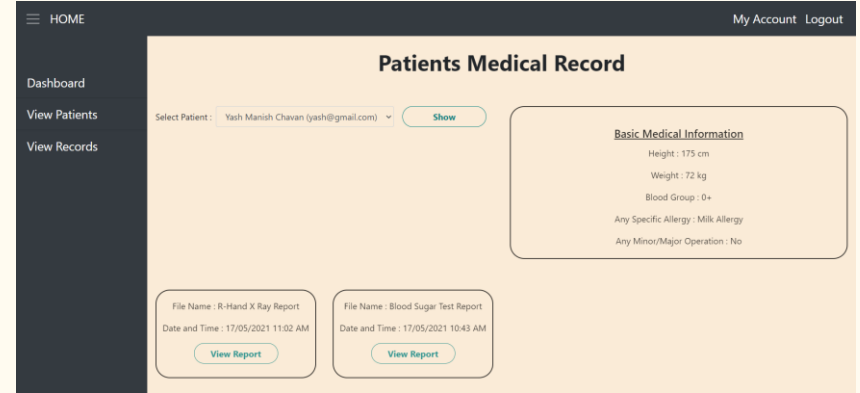 HOME
My Account Logout
Dashboard
View Patients
View Records
Patients Medical Record
Select Patient : Yash Manish Chavan (yash@gmail.com) Show
Basic Medical Information
Height : 175 cm
Weight : 72 kg
Blood Group : 0+
Any Specific Allergy : Milk Allergy
Any Minor/Major Operation : No
File Name : R-Hand X Ray Report
Date and Time : 17/05/2021 11:02 AM
View Report
File Name : Blood Sugar Test Report
Date and Time : 17/05/2021 10:43 AM
View Report